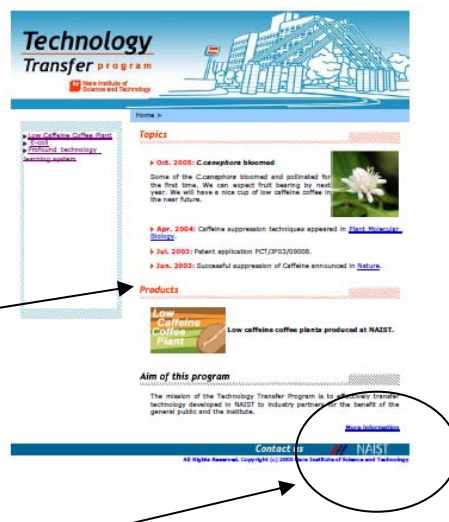 Technology
Transfer program
Nara Institute of
Science and Technology
Home >
Low Caffeine Coffee Plant
E-coli
Profound technology
learning system
Topics
Oct. 2005: C.canephora bloomed
Some of the C.canephora bloomed and pollinated for
the first time. We can expect fruit bearing by next
year. We will have a nice cup of low caffeine coffee in
the near future.
Apr. 2004: Caffeine suppression techniques appeared in Plant Molecular
Biology.
Jul. 2003: Patent application PCT/JP03/09008.
Jun. 2003: Successful suppression of Caffeine announced in Nature.
Products
Low
Caffeine
Coffee
Plant
Low caffeine coffee plants produced at NAIST.
Aim of this program
The mission of the Technology Transfer Program is to effectively transfer
technology developed in NAIST to industry partners for the benefit of the
general public and the institute.
More Information
Contact us
NAIST
All Rights Reserved. Copyright (c) 2005 Nara Institute of Science and Technology